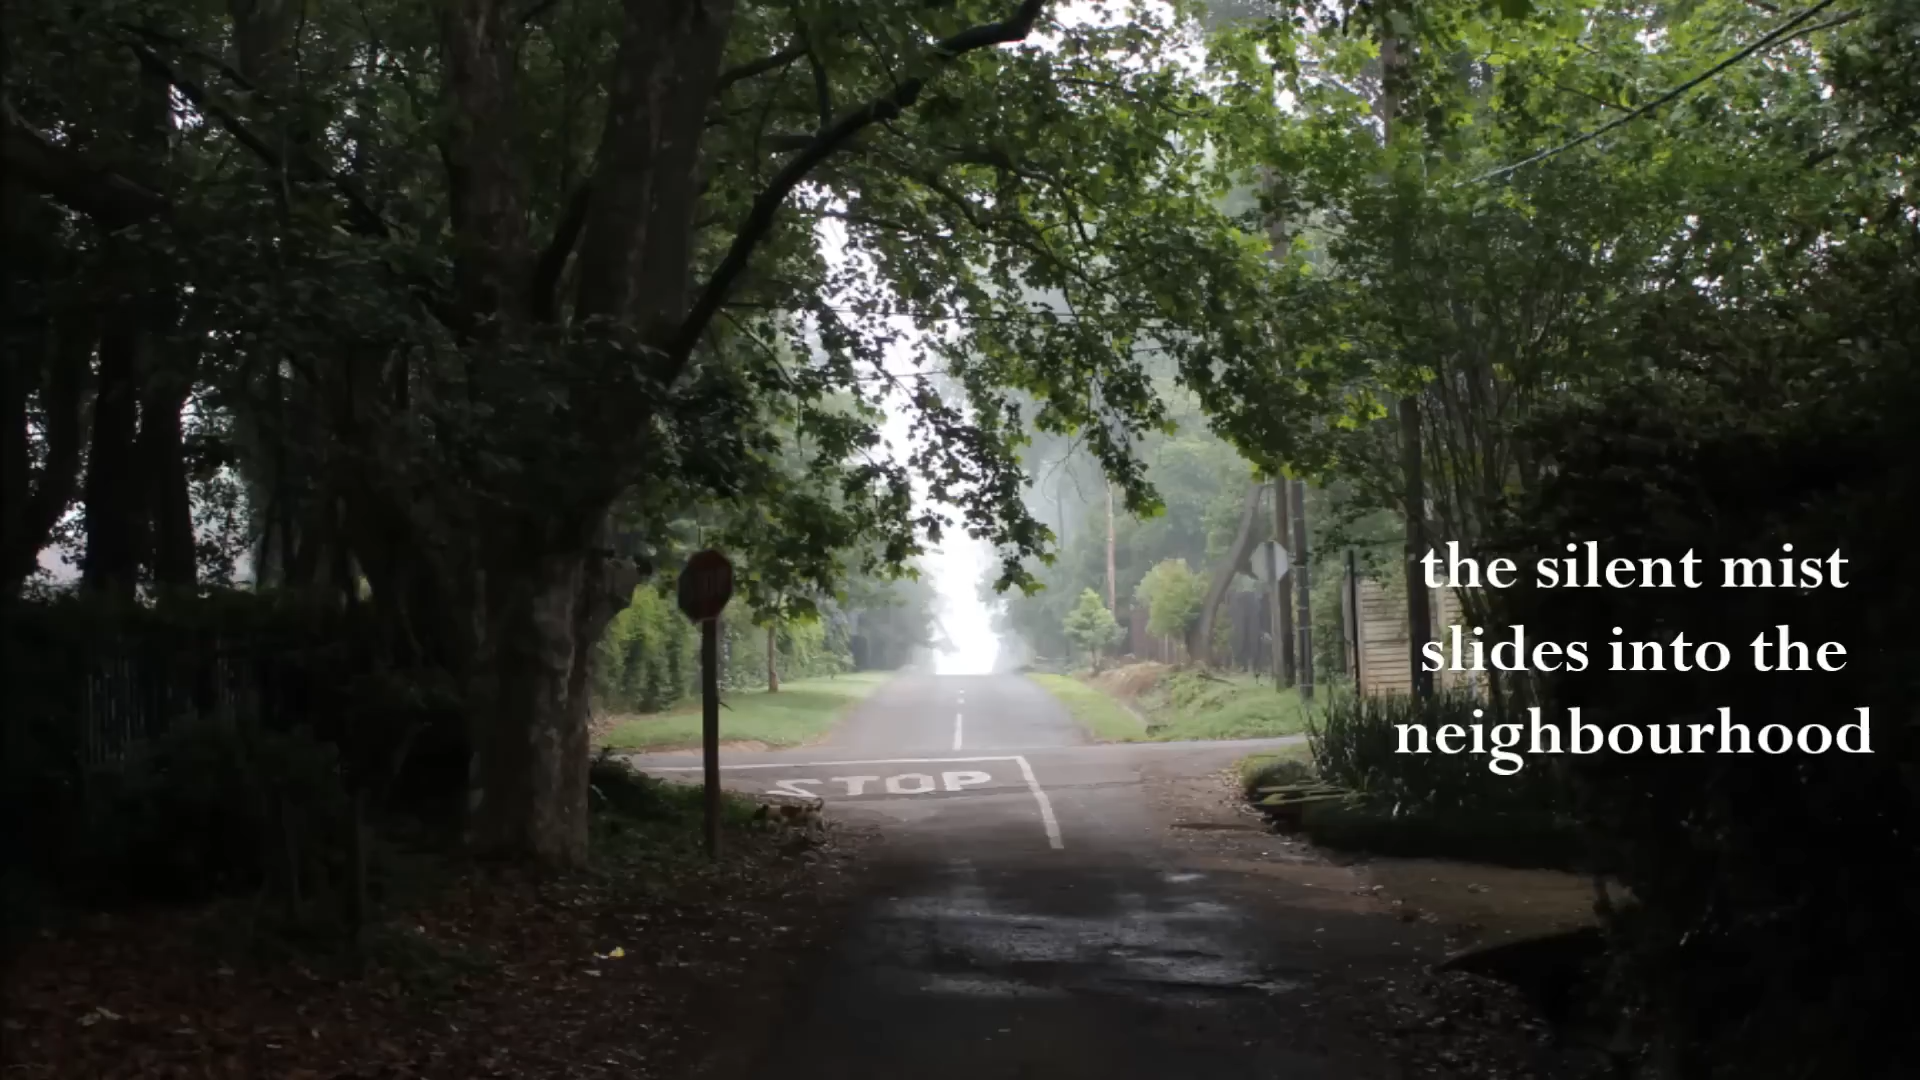 the silent mist
slides into the
neighbourhood
STOP